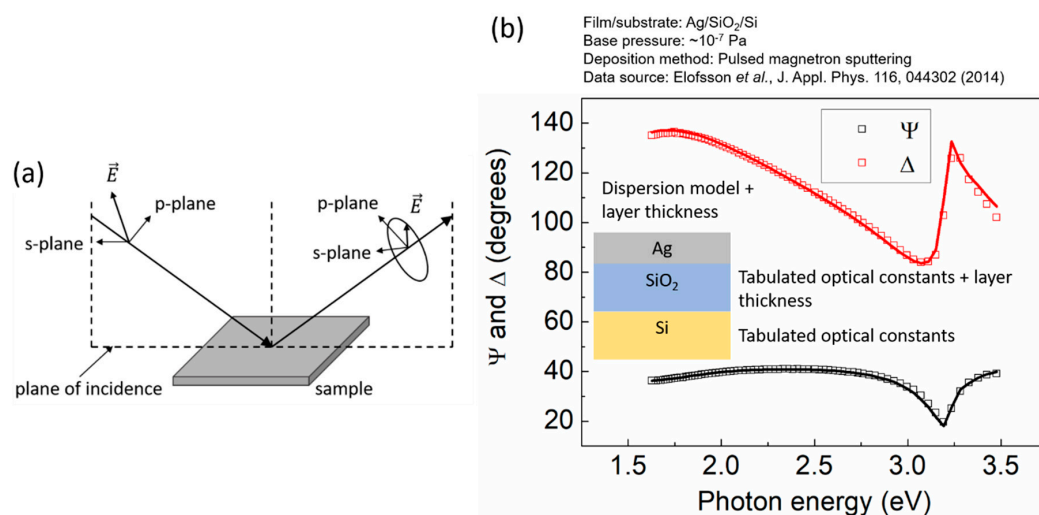 (a)
E
p-plane
s-plane
p-plane
E
s-plane
plane of incidence
sample
(b)
Film/substrate: Ag/SiO₂/Si
Base pressure: ~10⁻⁷ Pa
Deposition method: Pulsed magnetron sputtering
Data source: Elofsson et al., J. Appl. Phys. 116, 044302 (2014)
Ψ and Δ (degrees)
140
120
100
80
60
40
20
0
Ψ
Δ
Dispersion model +
layer thickness
Ag
SiO₂
Si
Tabulated optical constants + layer
thickness
Tabulated optical constants
1.5 2.0 2.5 3.0 3.5
Photon energy (eV)